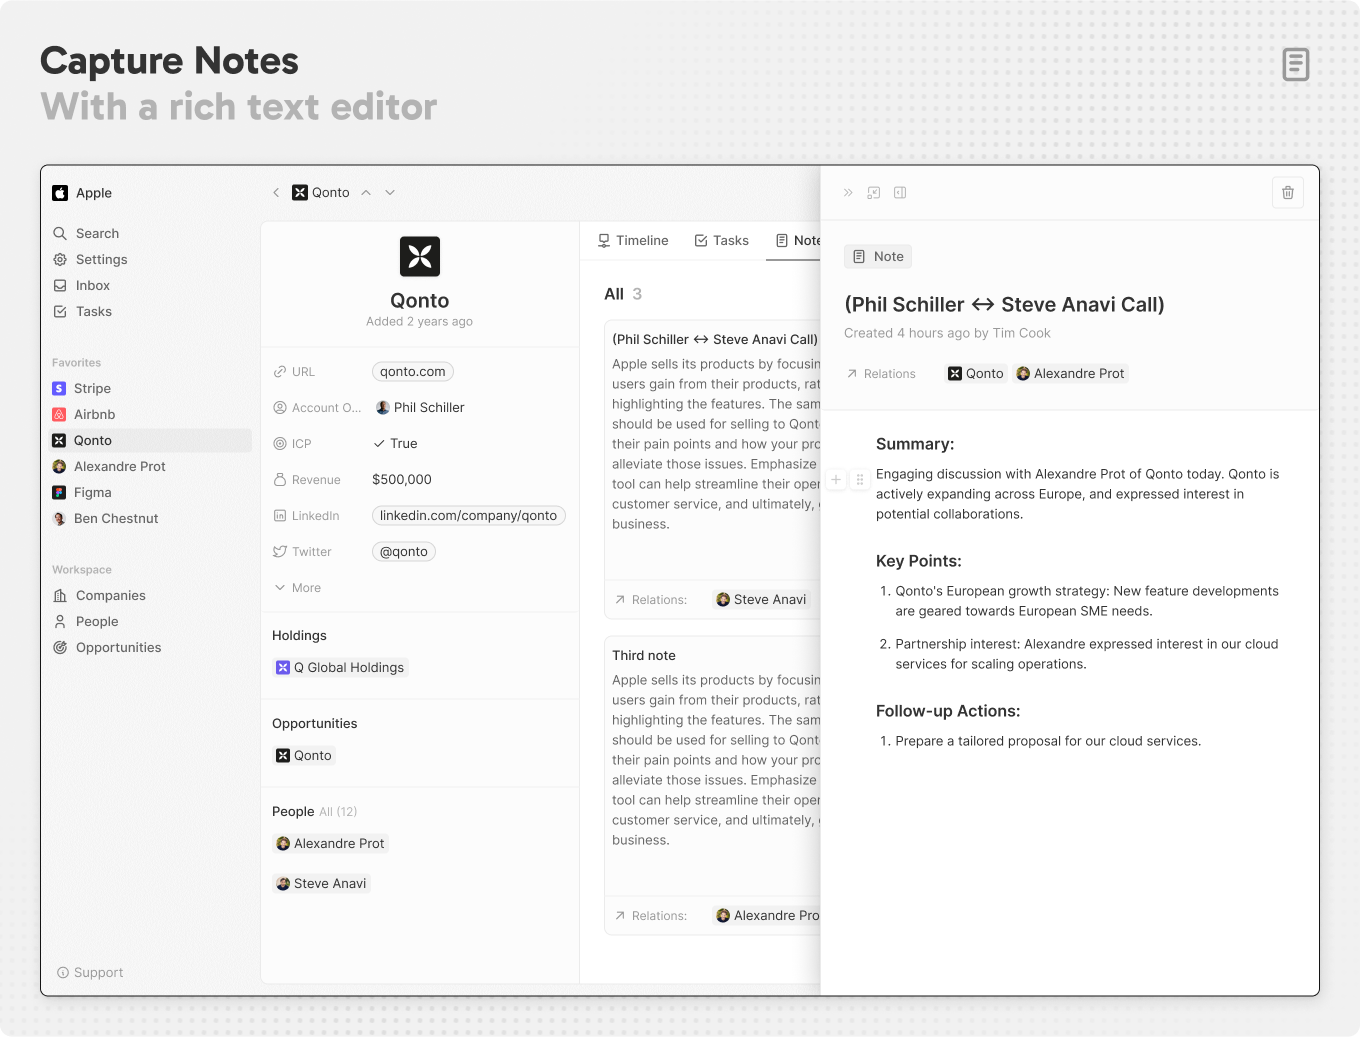 Capture Notes
With a rich text editor
Apple
Search
Settings
Inbox
Tasks
Favorites
Stripe
Airbnb
Qonto
Alexandre Prot
Figma
Ben Chestnut
Workspace
Companies
People
Opportunities
Support
Qonto
Qonto
Added 2 years ago
URL
qonto.com
Account O...
Phil Schiller
ICP
True
Revenue
$500,000
LinkedIn
linkedin.com/company/qonto
Twitter
@qonto
More
Holdings
Q Global Holdings
Opportunities
Qonto
People All (12)
Alexandre Prot
Steve Anavi
Timeline
Tasks
Note
All 3
(Phil Schiller ↔ Steve Anavi Call)
Apple sells its products by focusin
users gain from their products, rat
highlighting the features. The sam
should be used for selling to Qont
their pain points and how your pro
alleviate those issues. Emphasize
tool can help streamline their oper
customer service, and ultimately,
business.
Relations:
Steve Anavi
Third note
Apple sells its products by focusin
users gain from their products, rat
highlighting the features. The sam
should be used for selling to Qont
their pain points and how your pro
alleviate those issues. Emphasize
tool can help streamline their oper
customer service, and ultimately,
business.
Relations:
Alexandre Pro
Note
(Phil Schiller ↔ Steve Anavi Call)
Created 4 hours ago by Tim Cook
Relations
Qonto
Alexandre Prot
Summary:
Engaging discussion with Alexandre Prot of Qonto today. Qonto is
actively expanding across Europe, and expressed interest in
potential collaborations.
Key Points:
1. Qonto's European growth strategy: New feature developments
are geared towards European SME needs.
2. Partnership interest: Alexandre expressed interest in our cloud
services for scaling operations.
Follow-up Actions:
1. Prepare a tailored proposal for our cloud services.